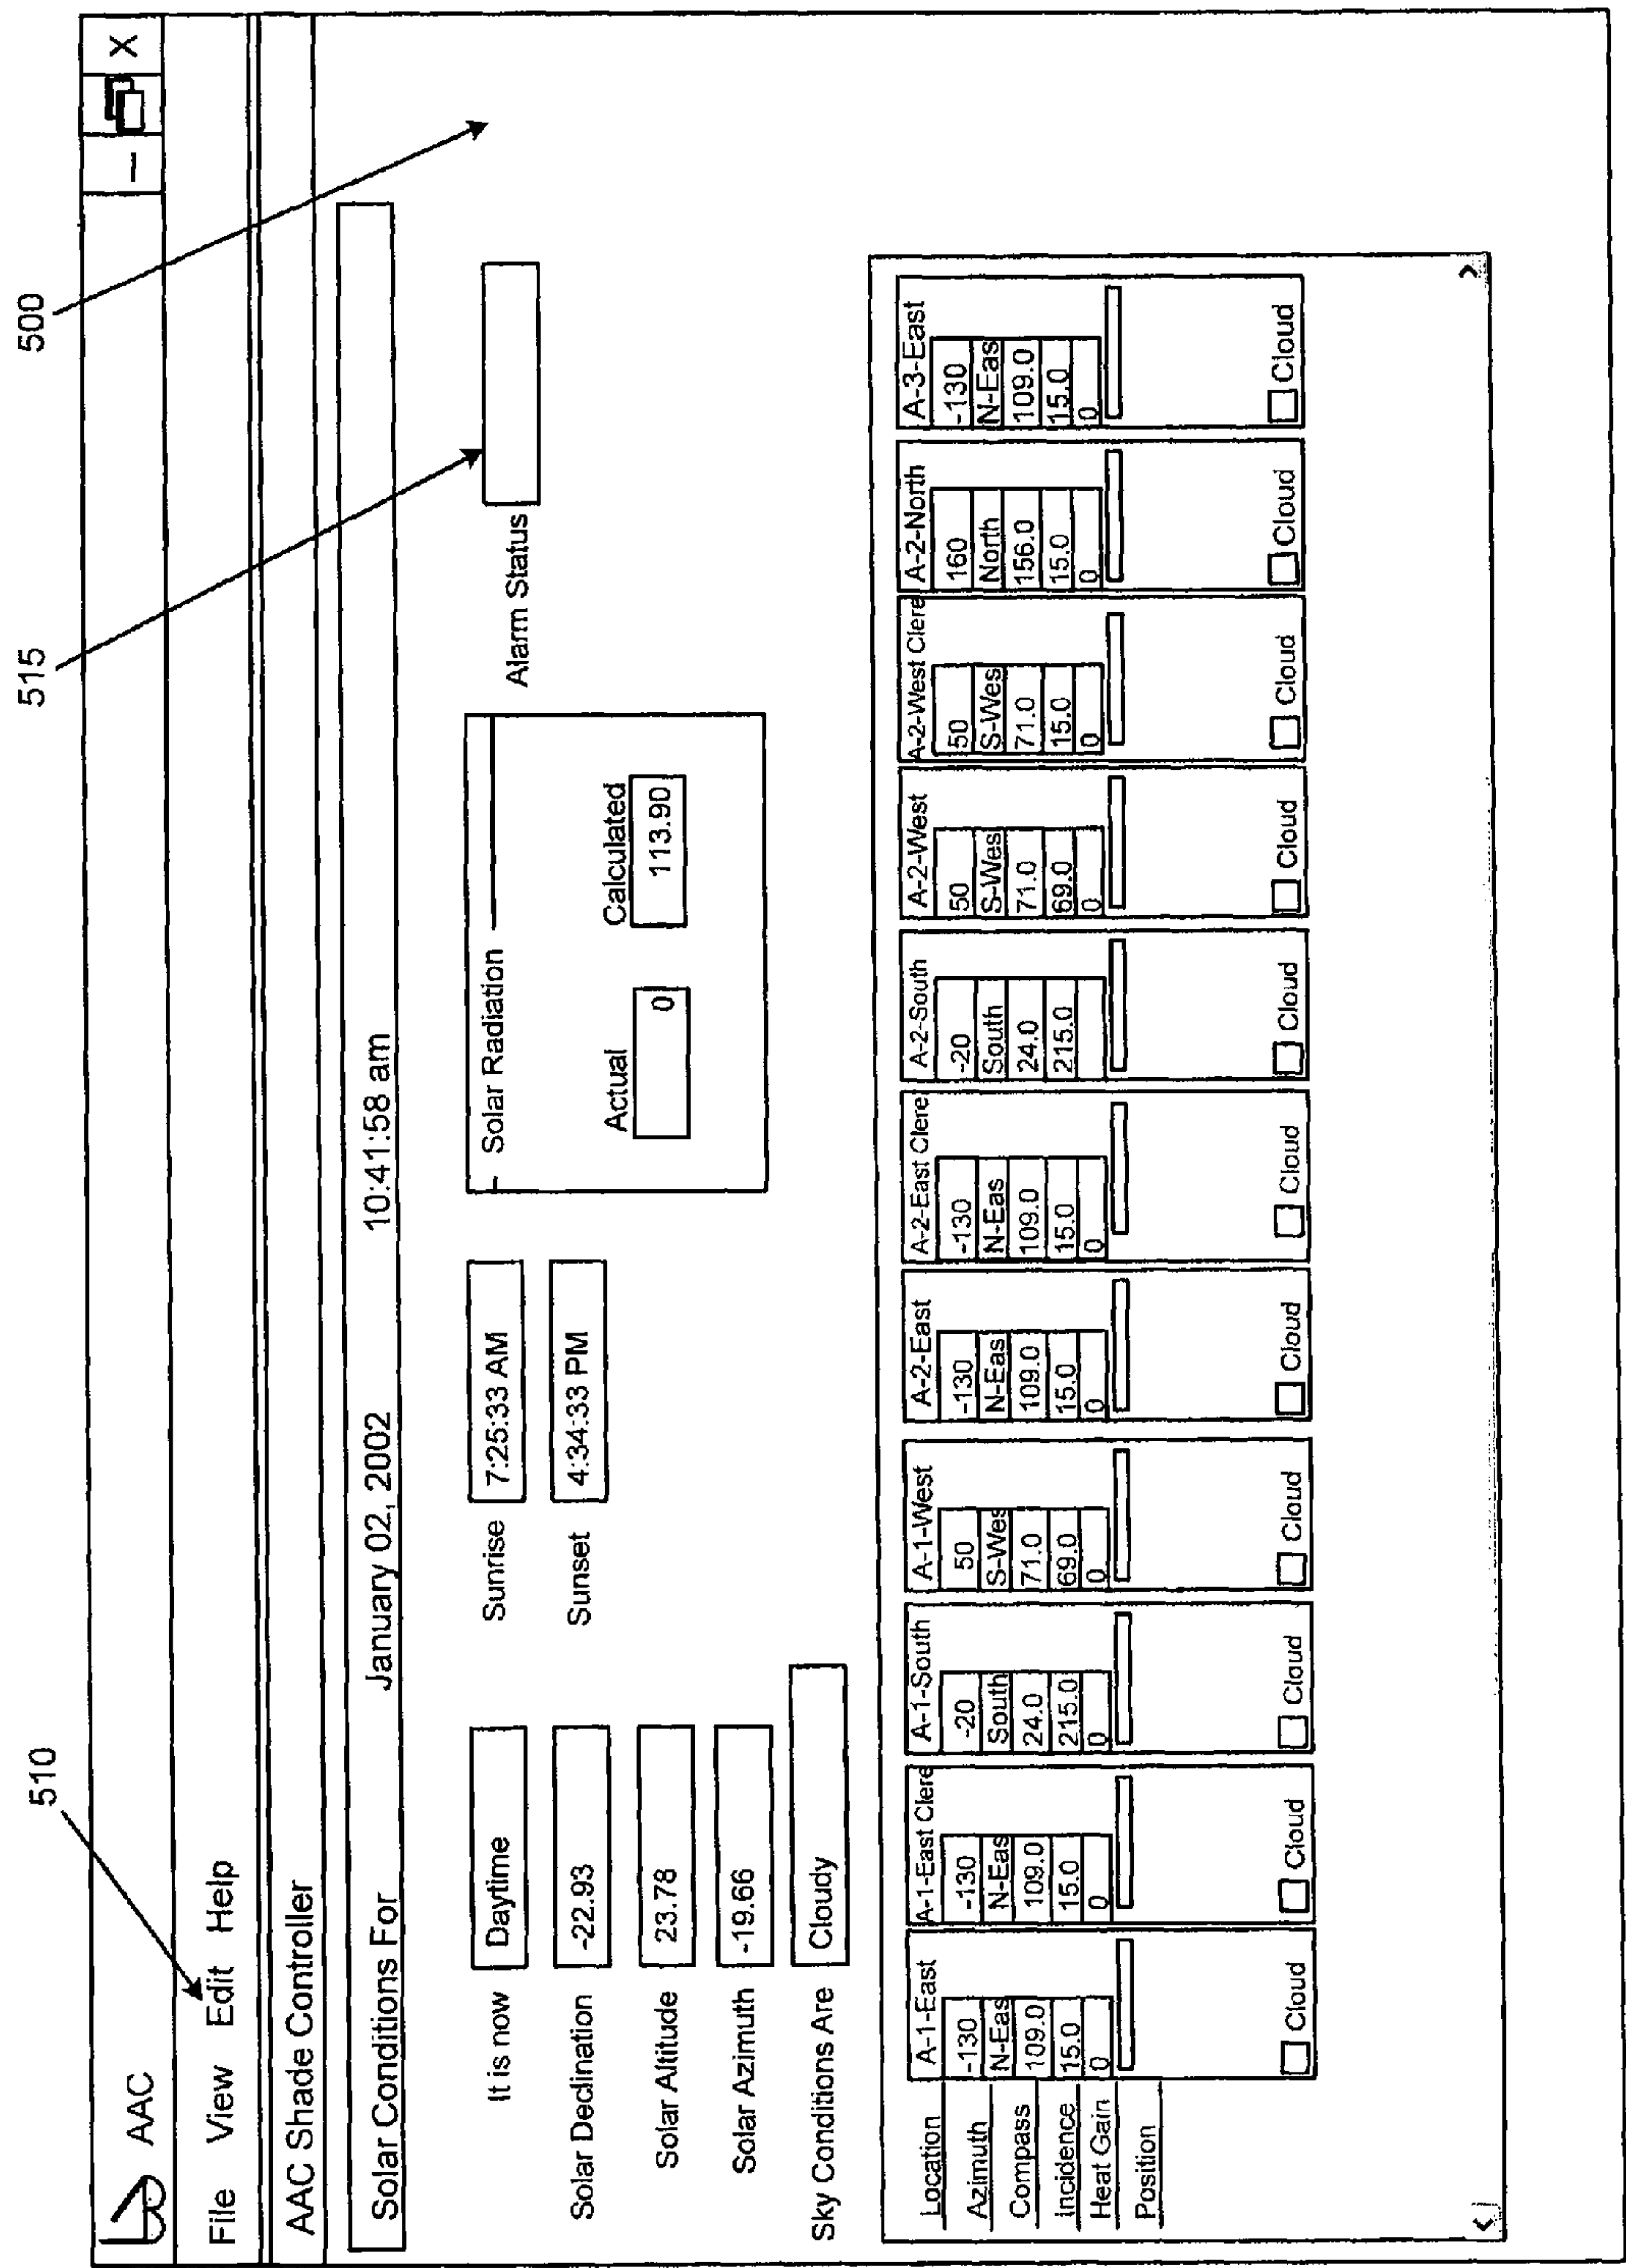 510
515
500
AAC
– X
File View Edit Help
AAC Shade Controller
Solar Conditions For January 02, 2002 10:41:58 am
It is now Daytime
Solar Declination -22.93
Solar Altitude 23.78
Solar Azimuth -19.66
Sky Conditions Are Cloudy
Sunrise 7:25:33 AM
Sunset 4:34:33 PM
Solar Radiation
Actual Calculated
0 113.90
Alarm Status
Location A-1-East A-1-East Clere A-1-South A-1-West A-2-East A-2-East Clere A-2-South A-2-West A-2-West Clere A-2-North A-3-East
Azimuth -130 -130 -20 50 -130 -130 -20 50 50 160 -130
Compass N-Eas N-Eas South S-Wes N-Eas N-Eas South S-Wes S-Wes North N-Eas
Incidence 109.0 109.0 24.0 71.0 109.0 109.0 24.0 71.0 71.0 156.0 109.0
Heat Gain 15.0 15.0 215.0 69.0 15.0 15.0 215.0 69.0 15.0 15.0 15.0
Position 0 0 0 0 0 0 0 0 0 0
Cloud Cloud Cloud Cloud Cloud Cloud Cloud Cloud Cloud Cloud Cloud
< >